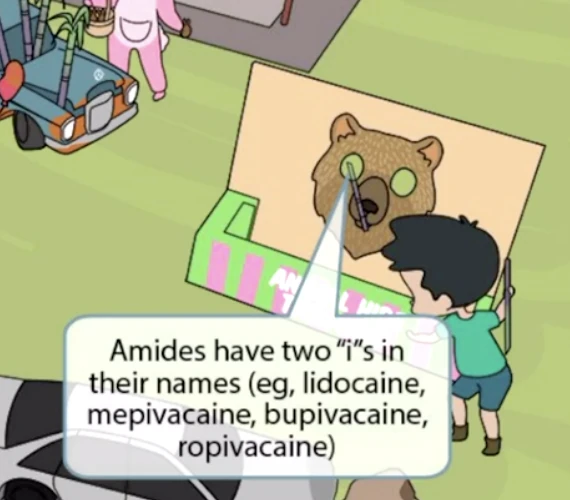 Amides have two "i"s in
their names (eg, lidocaine,
mepivacaine, bupivacaine,
ropivacaine)